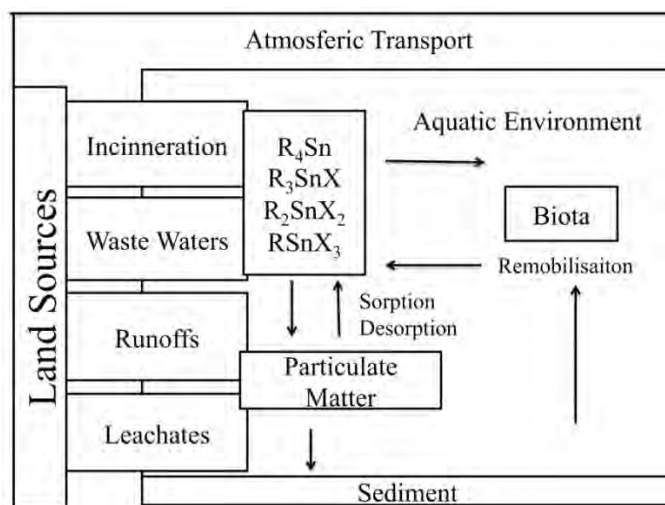 Atmosferic Transport
Land Sources
Incinneration
Waste Waters
Runoffs
Leachates
R₄Sn
R₃SnX
R₂SnX₂
RSnX₃
Aquatic Environment
Biota
Remobilisaiton
Sorption
Desorption
Particulate
Matter
Sediment